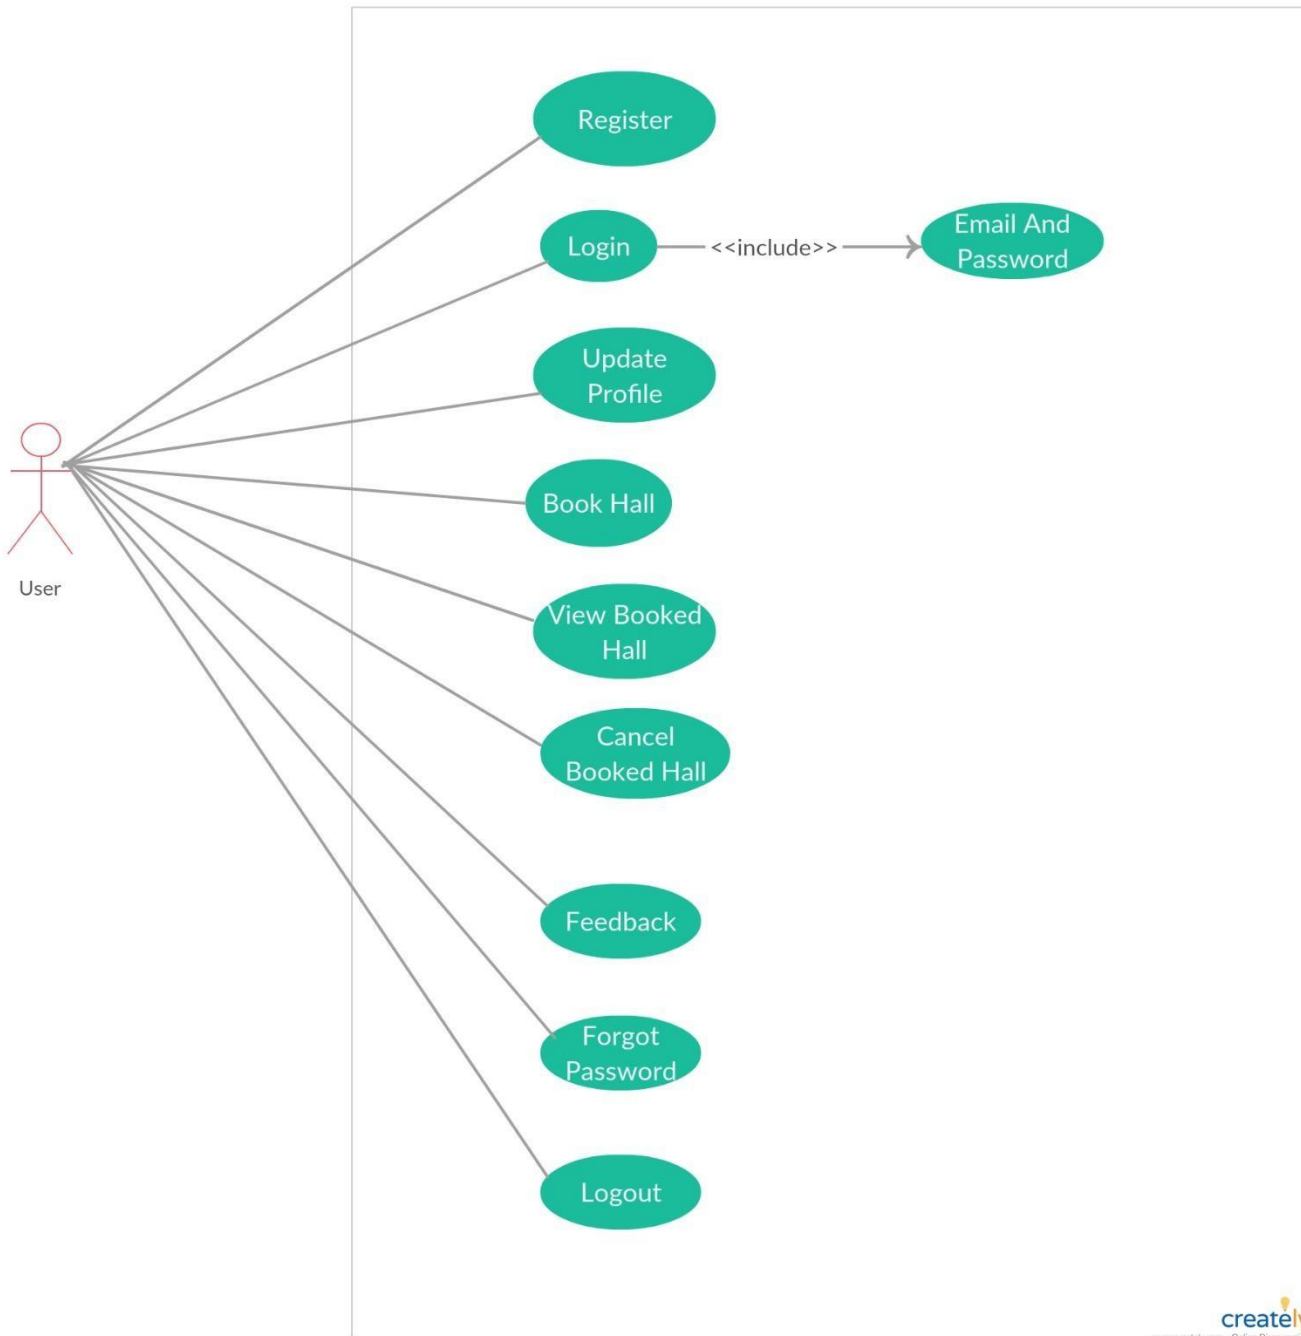 Register
Login
<<include>>
Email And
Password
Update
Profile
Book Hall
User
View Booked
Hall
Cancel
Booked Hall
Feedback
Forgot
Password
Logout